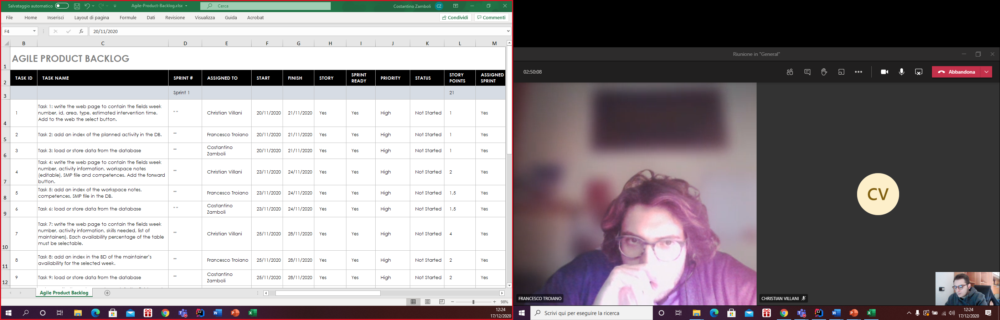 Salvataggio automatico
Agile-Product-Backlog.xlsx
Cerca
Costantino Zamboli
CZ
File Home Inserisci Layout di pagina Formule Dati Revisione Visualizza Guida Acrobat
Condividi
Commenti
F4
fx
20/11/2020
B C D E F G H I J K L M
1 AGILE PRODUCT BACKLOG
2 TASK ID TASK NAME SPRINT # ASSIGNED TO START FINISH STORY SPRINT READY PRIORITY STATUS STORY POINTS ASSIGNED SPRINT
3 Sprint 1 21
4
1
Task 1: write the web page to contain the fields week
number, id, area, type, estimated intervention time.
Add to the web the select button.
" " Christian Villani 20/11/2020 21/11/2020 Yes Yes High Not Started 1 Yes
5
2 Task 2: add an index of the planned activity in the DB. "" Francesco Troiano 20/11/2020 21/11/2020 Yes Yes High Not Started 1 Yes
6
3 Task 3: load or store data from the database "" Costantino Zamboli 20/11/2020 21/11/2020 Yes Yes High Not Started 1 Yes
7
4
Task 4: write the web page to contain the fields week
number, activity information, workspace notes
(editable), SMP file and competences. Add the forward
button.
"" Christian Villani 23/11/2020 24/11/2020 Yes Yes High Not Started 2 Yes
8
5
Task 5: add an index of the workspace notes,
competences, SMP file in the DB.
"" Francesco Troiano 23/11/2020 24/11/2020 Yes Yes High Not Started 1,5 Yes
9
6 Task 6: load or store data from the database " " Costantino Zamboli 23/11/2020 24/11/2020 Yes Yes High Not Started 1,5 Yes
10
7
Task 7: write the web page to contain the fields week
number, activity information, skills needed, list of
maintainers). Each availability percentage of the table
must be selectable.
"" Christian Villani 25/11/2020 28/11/2020 Yes Yes High Not Started 4 Yes
11
8
Task 8: add an index in the BD of the maintainer's
availability for the selected week.
"" Francesco Troiano 25/11/2020 28/11/2020 Yes Yes High Not Started 2 Yes
12
9 Task 9: load or store data from the database "" Costantino Zamboli 25/11/2020 28/11/2020 Yes Yes High Not Started 2 Yes
Agile Product Backlog
98%
12:24
17/12/2020
Riunione in "General"
02:50:08
Abbandona
CV
FRANCESCO TROIANO
CHRISTIAN VILLANI
Scrivi qui per eseguire la ricerca
12:24
17/12/2020